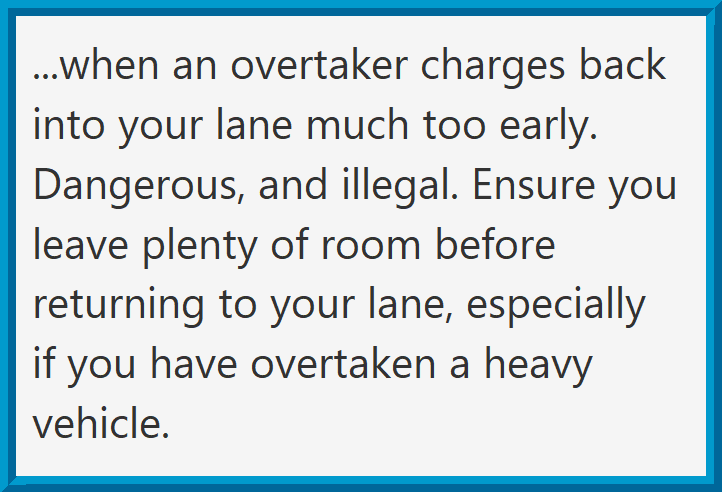 ...when an overtaker charges back
into your lane much too early.
Dangerous, and illegal. Ensure you
leave plenty of room before
returning to your lane, especially
if you have overtaken a heavy
vehicle.